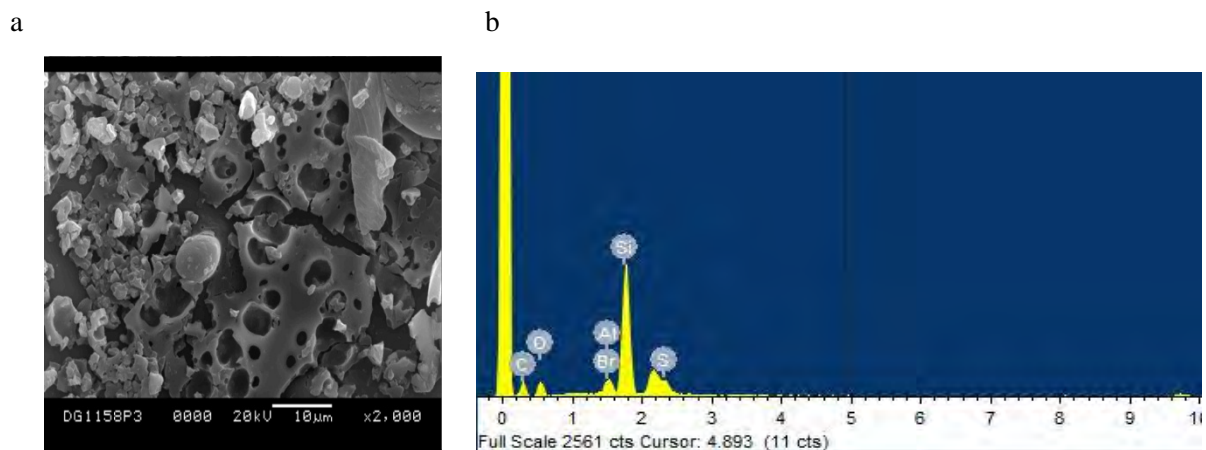 a b
DG1158P3 0000 20kV 10µm x2,000
Si
Al
O
C Br S
0 1 2 3 4 5 6 7 8 9
Full Scale 2561 cts Cursor: 4.893 (11 cts)